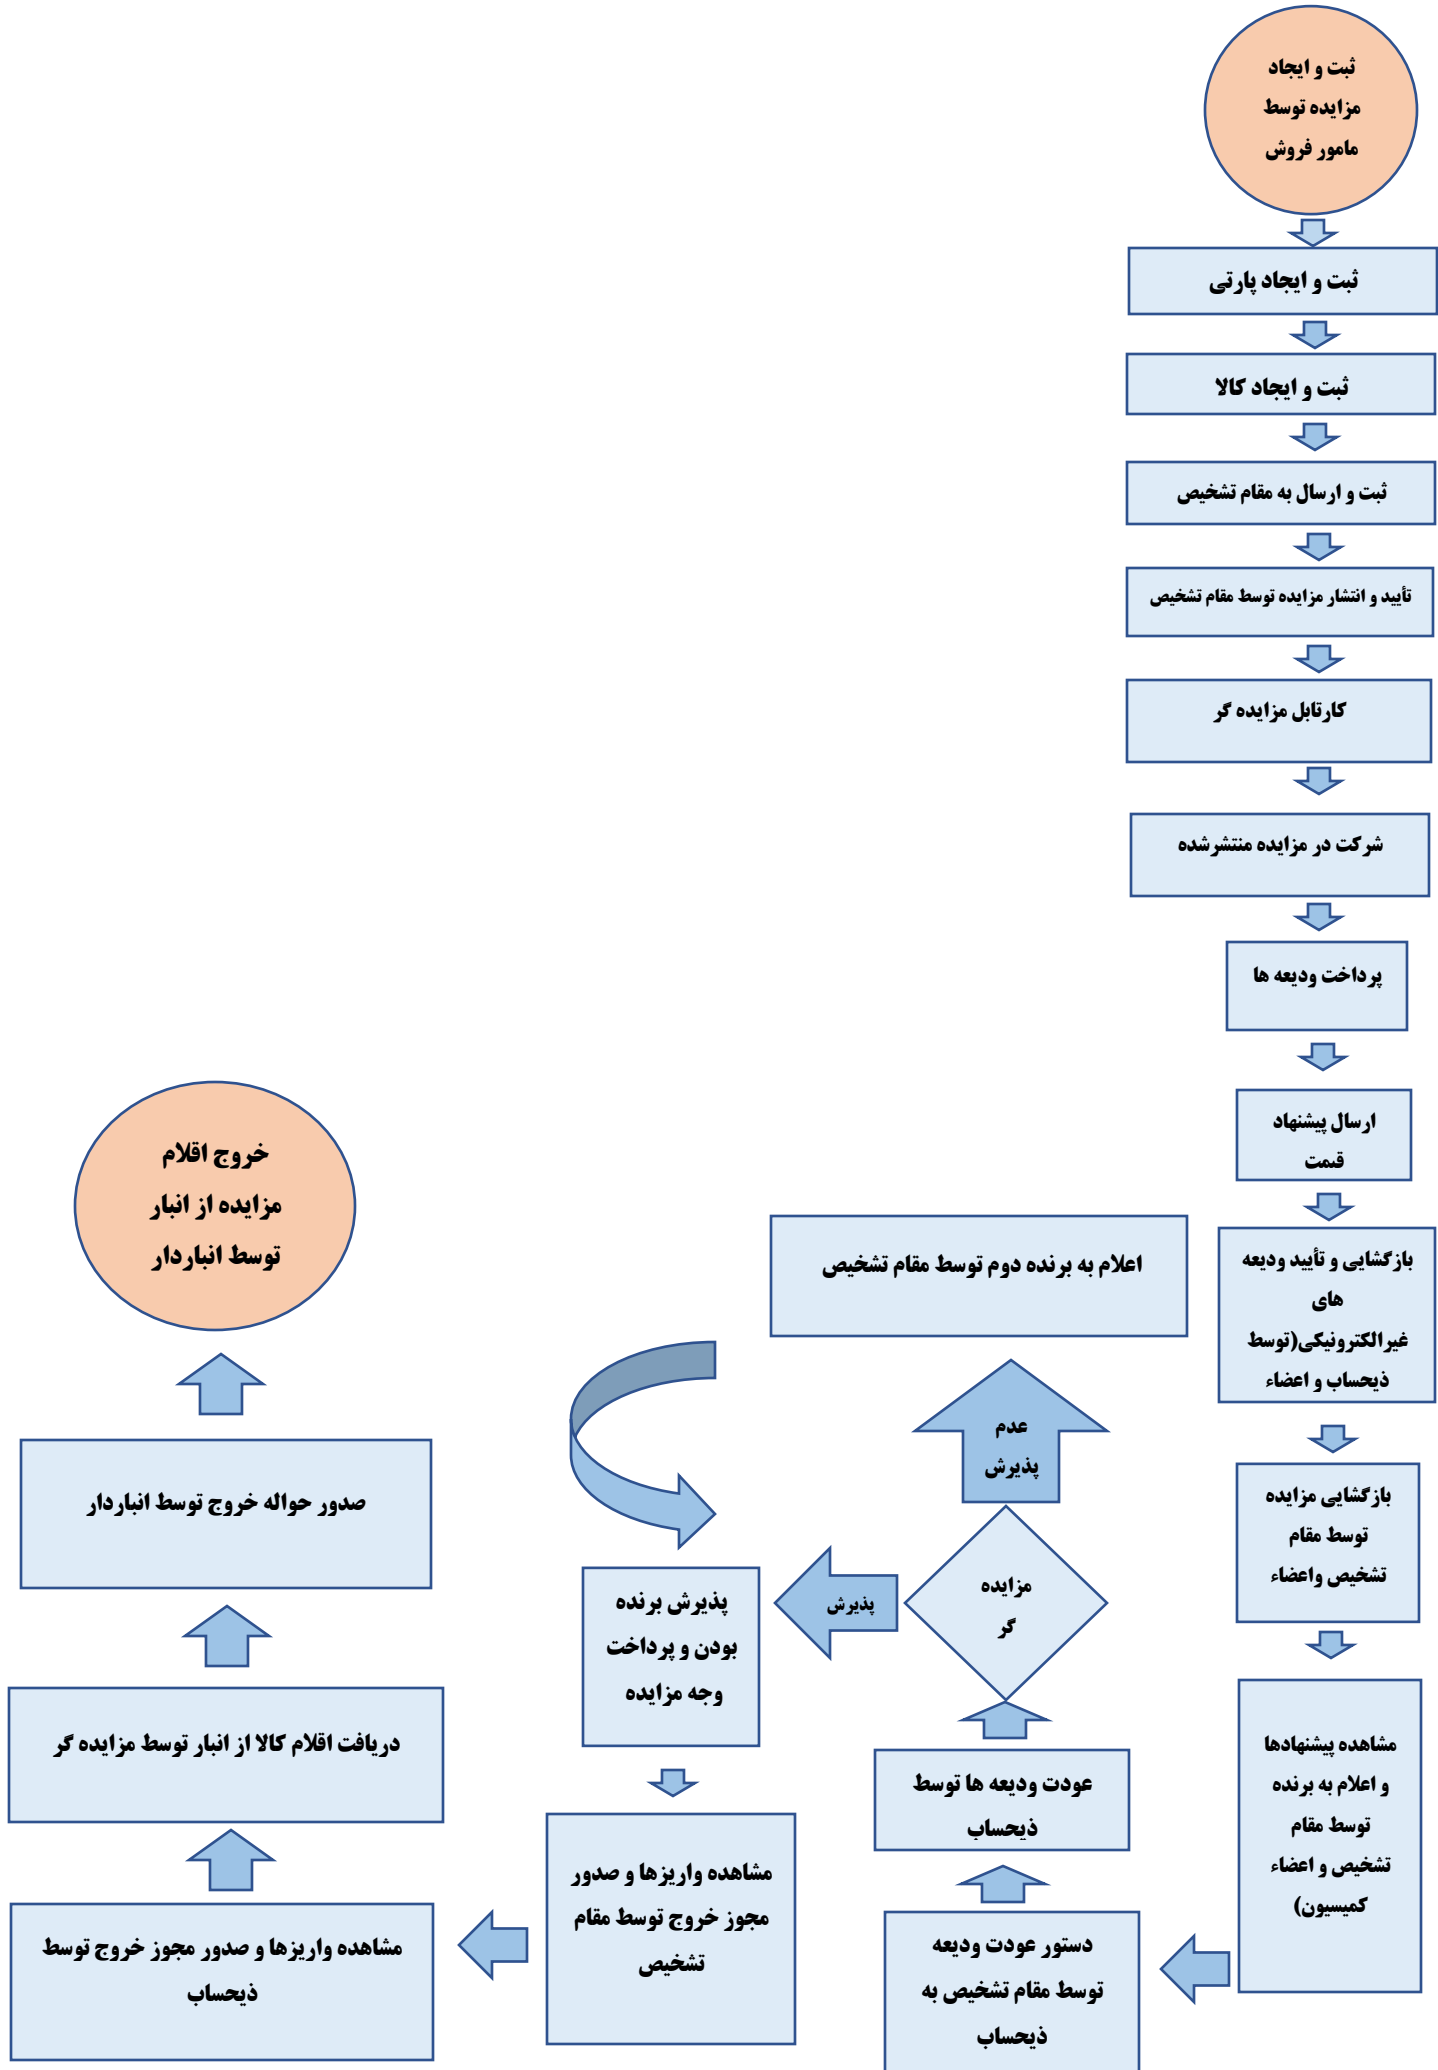 ثبت و ایجاد
مزایده توسط
مامور فروش
ثبت و ایجاد پارتی
ثبت و ایجاد کالا
ثبت و ارسال به مقام تشخیص
تأیید و انتشار مزایده توسط مقام تشخیص
کارتابل مزایده گر
شرکت در مزایده منتشرشده
پرداخت ودیعه ها
ارسال پیشنهاد
قیمت
بازگشایی و تأیید ودیعه
های
غیرالکترونیکی(توسط
ذیحساب و اعضاء
بازگشایی مزایده
توسط مقام
تشخیص واعضاء
مشاهده پیشنهادها
و اعلام به برنده
توسط مقام
تشخیص و اعضاء
کمیسیون)
دستور عودت ودیعه
توسط مقام تشخیص به
ذیحساب
عودت ودیعه ها توسط
ذیحساب
مزایده
گر
عدم
پذیرش
اعلام به برنده دوم توسط مقام تشخیص
پذیرش
پذیرش برنده
بودن و پرداخت
وجه مزایده
مشاهده واریزها و صدور
مجوز خروج توسط مقام
تشخیص
مشاهده واریزها و صدور مجوز خروج توسط
ذیحساب
دریافت اقلام کالا از انبار توسط مزایده گر
صدور حواله خروج توسط انباردار
خروج اقلام
مزایده از انبار
توسط انباردار